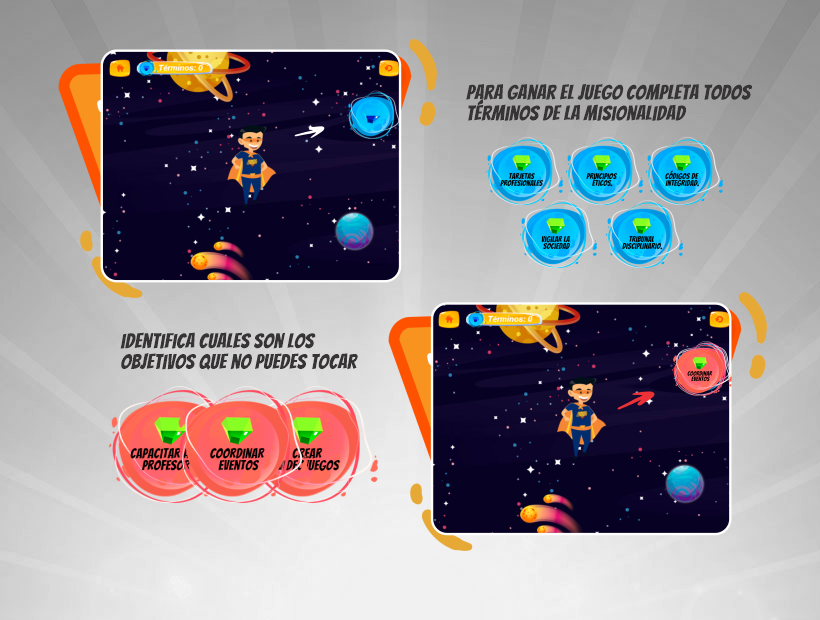 Términos: 0
PARA GANAR EL JUEGO COMPLETA TODOS
TÉRMINOS DE LA MISIONALIDAD
TARJETAS
PROFESIONALES
PRINCIPIOS
ÉTICOS.
CÓDIGOS DE
INTEGRIDAD.
VIGILAR LA
SOCIEDAD
TRIBUNAL
DISCIPLINARIO.
IDENTIFICA CUALES SON LOS
OBJETIVOS QUE NO PUEDES TOCAR
CAPACITAR
PROFESOR
COORDINAR
EVENTOS
CREAR
JUEGOS
Términos: 0
COORDINAR
EVENTOS